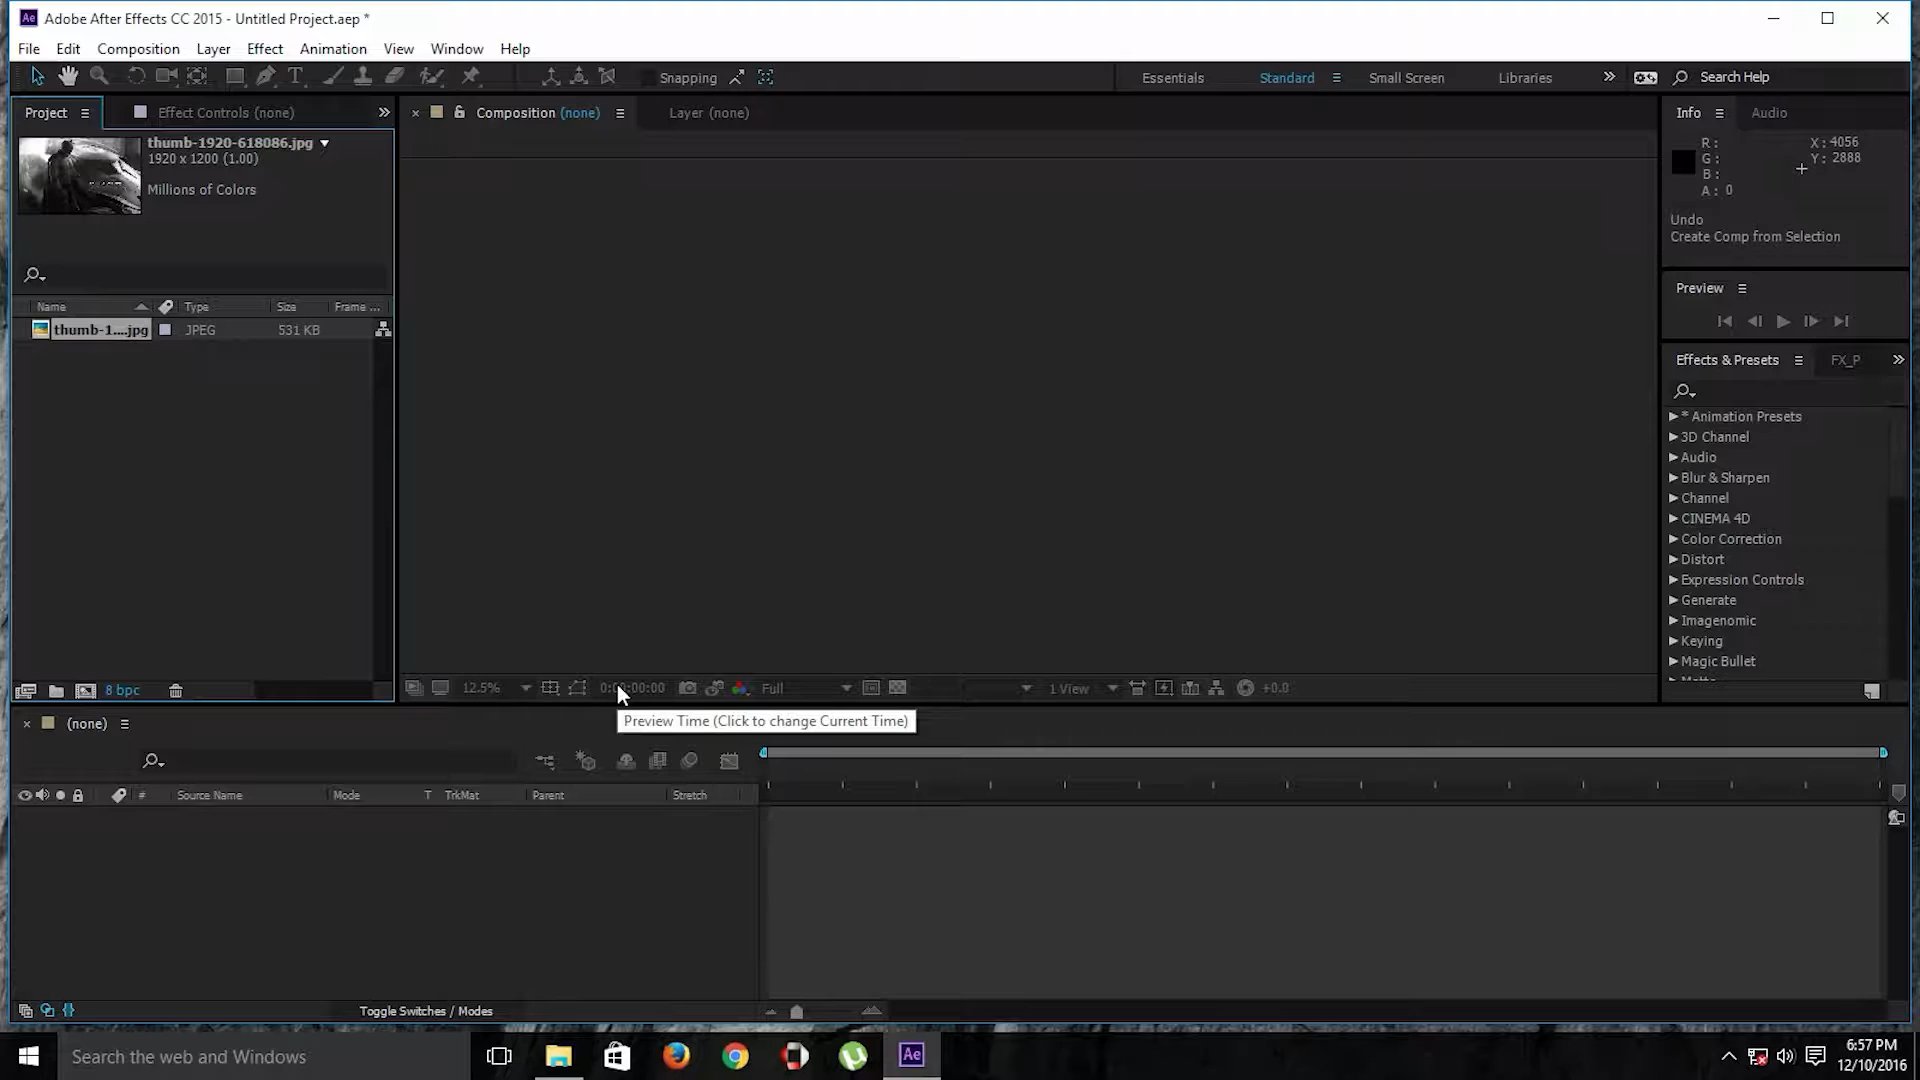 Ae Adobe After Effects CC 2015 - Untitled Project.aep *
File Edit Composition Layer Effect Animation View Window Help
Snapping Essentials Standard Small Screen Libraries Search Help
Project Effect Controls (none) Composition (none) Layer (none) Info Audio
thumb-1920-618086.jpg
1920 x 1200 (1.00)
Millions of Colors
R :
G :
B :
A : 0
X : 4056
Y : 2888
Undo
Create Comp from Selection
Preview
Name Type Size Frame ...
thumb-1....jpg JPEG 531 KB
Effects & Presets FX_P
* Animation Presets
3D Channel
Audio
Blur & Sharpen
Channel
CINEMA 4D
Color Correction
Distort
Expression Controls
Generate
Imagenomic
Keying
Magic Bullet
8 bpc 12.5% Full 1 View +0.0
Preview Time (Click to change Current Time)
(none)
# Source Name Mode T TrkMat Parent Stretch
Toggle Switches / Modes
Search the web and Windows
Ae
6:57 PM
12/10/2016